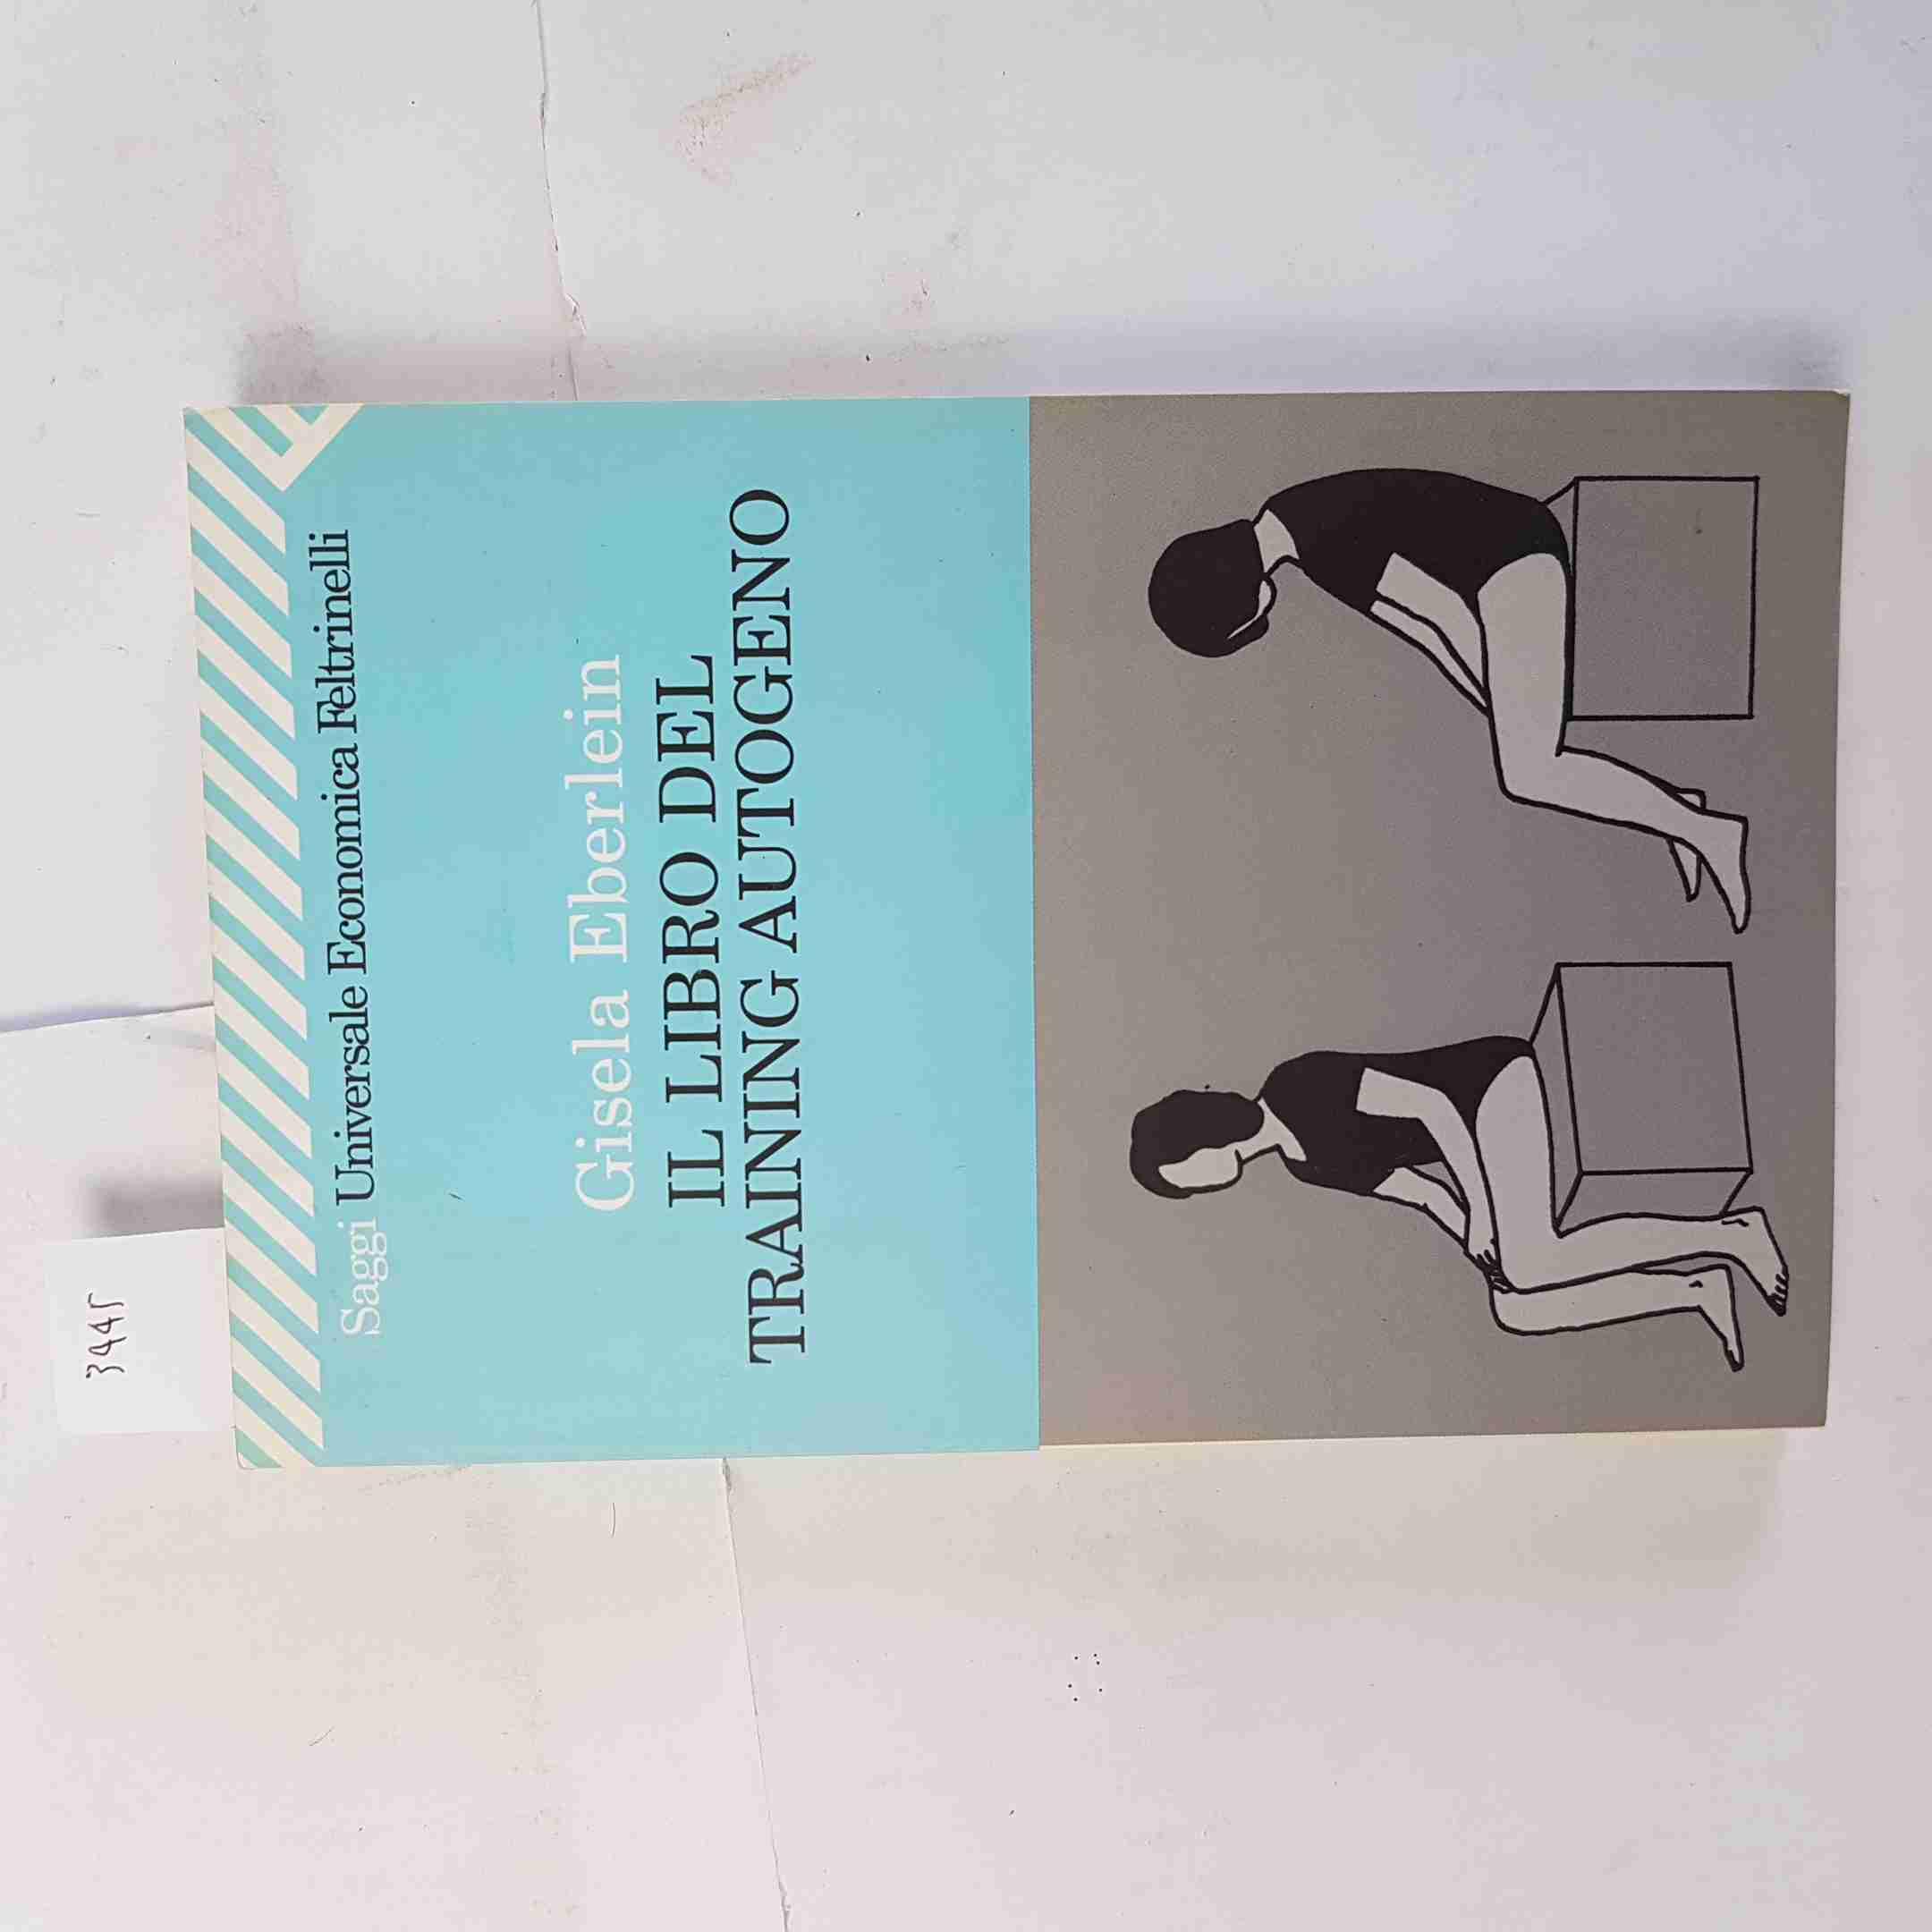 3445
Saggi Universale Economica Feltrinelli
Gisela Eberlein
IL LIBRO DEL
TRAINING AUTOGENO